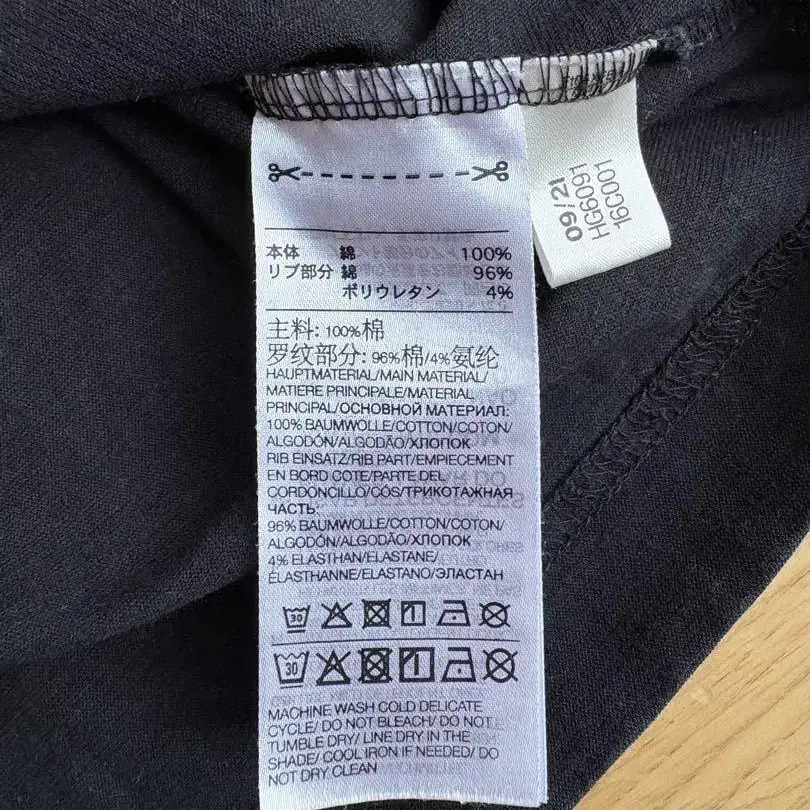 本体 綿 100%
リブ部分 綿 96%
ポリウレタン 4%
主料: 100%棉
罗纹部分: 96%棉/4%氨纶
HAUPTMATERIAL/MAIN MATERIAL/
MATIERE PRINCIPALE/MATERIAL
PRINCIPAL/ОСНОВНОЙ МАТЕРИАЛ:
100% BAUMWOLLE/COTTON/COTON/
ALGODÓN/ALGODÃO/ХЛОПОК
RIB EINSATZ/RIB PART/EMPIECEMENT
EN BORD COTE/PARTE DEL
CORDONCILLO/CÓS/ТРИКОТАЖНАЯ
ЧАСТЬ:
96% BAUMWOLLE/COTTON/COTON/
ALGODÓN/ALGODÃO/ХЛОПОК
4% ELASTHAN/ELASTANE/
ÉLASTHANNE/ELASTANO/ЭЛАСТАН
30
30
MACHINE WASH COLD DELICATE
CYCLE/ DO NOT BLEACH/ DO NOT
TUMBLE DRY/ LINE DRY IN THE
SHADE/ COOL IRON IF NEEDED/ DO
NOT DRY CLEAN
09/21
HG6091
16C001